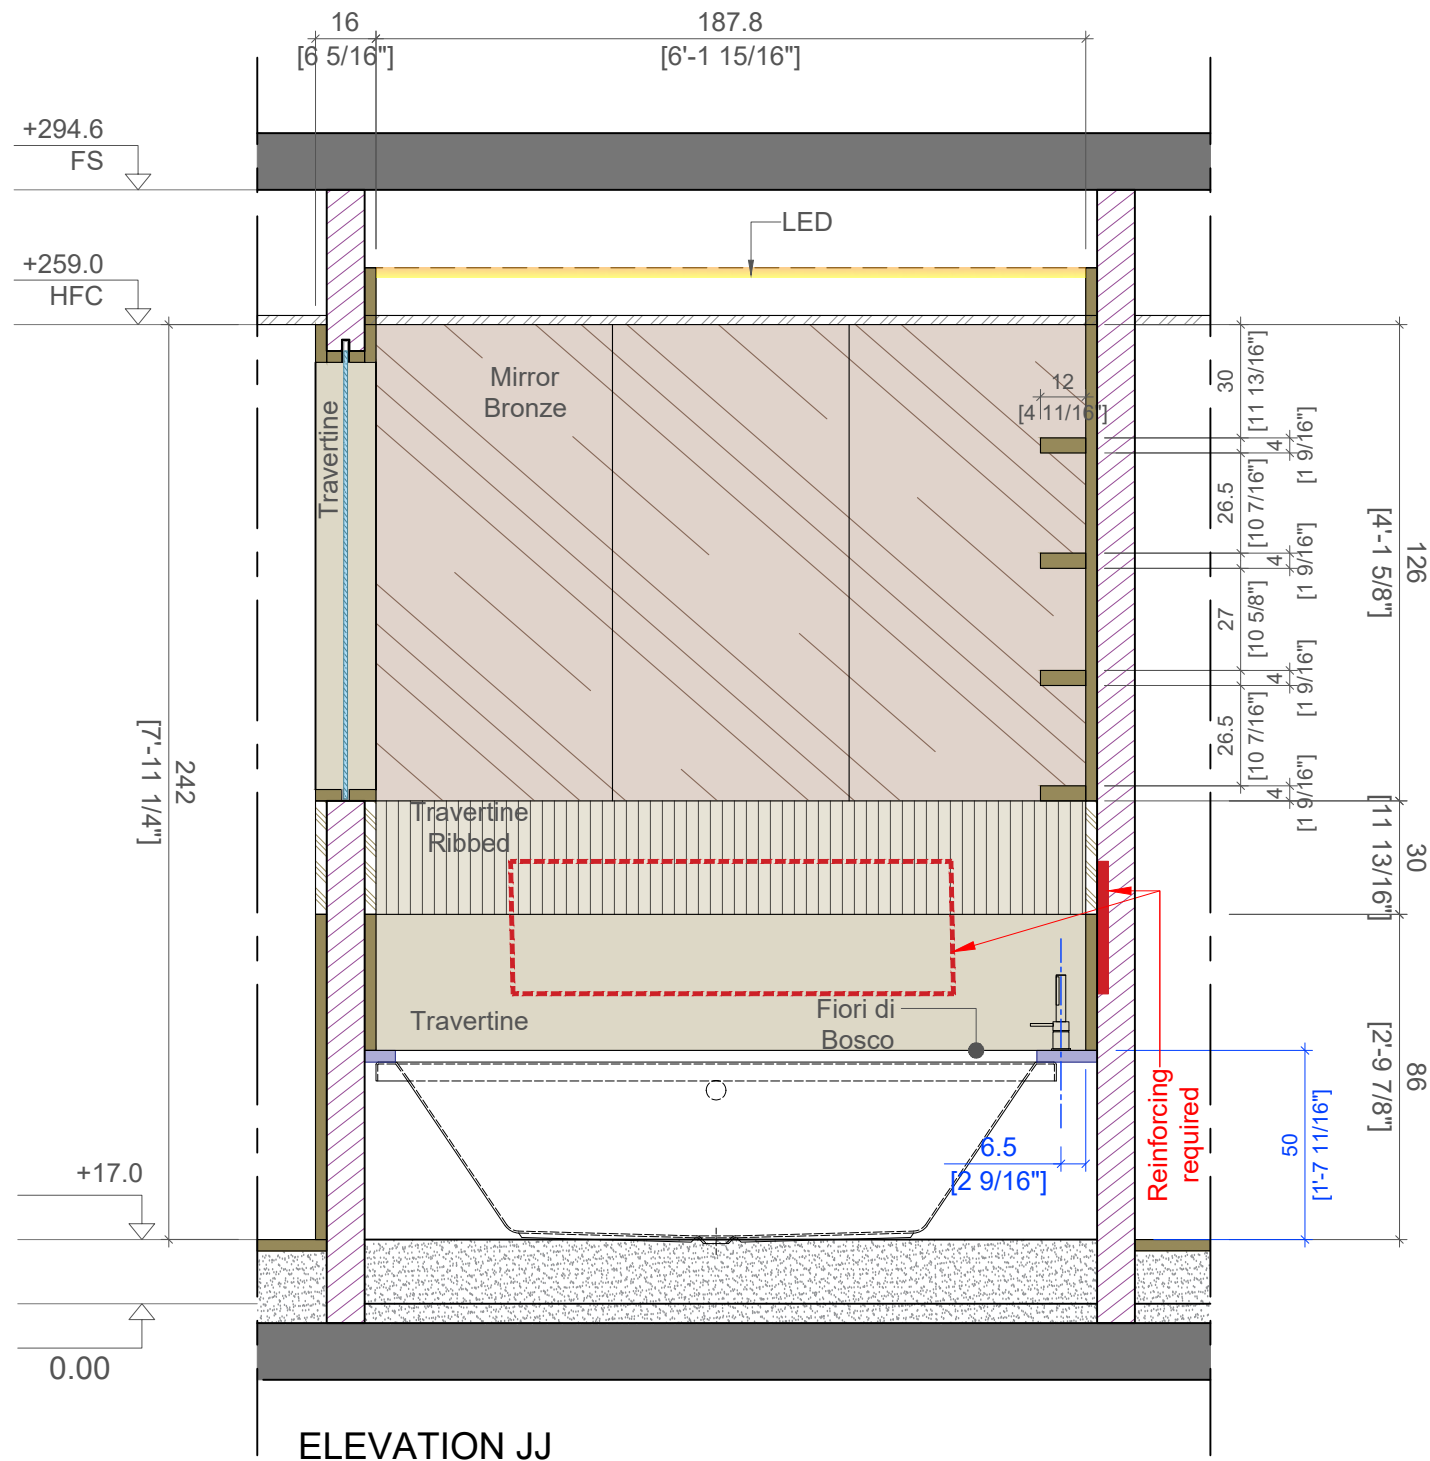 16
[6 5/16"]
187.8
[6'-1 15/16"]
+294.6
FS
LED
+259.0
HFC
Mirror
Bronze
12
[4 11/16"]
Travertine
30
[11 13/16"]
4
[1 9/16"]
26.5
[10 7/16"]
4
[1 9/16"]
27
[10 5/8"]
4
[1 9/16"]
26.5
[10 7/16"]
4
[1 9/16"]
126
[4'-1 5/8"]
242
[7'-11 1/4"]
Travertine
Ribbed
30
[11 13/16"]
Travertine
Fiori di
Bosco
86
[2'-9 7/8"]
Reinforcing
required
6.5
[2 9/16"]
50
[1'-7 11/16"]
+17.0
0.00
ELEVATION JJ